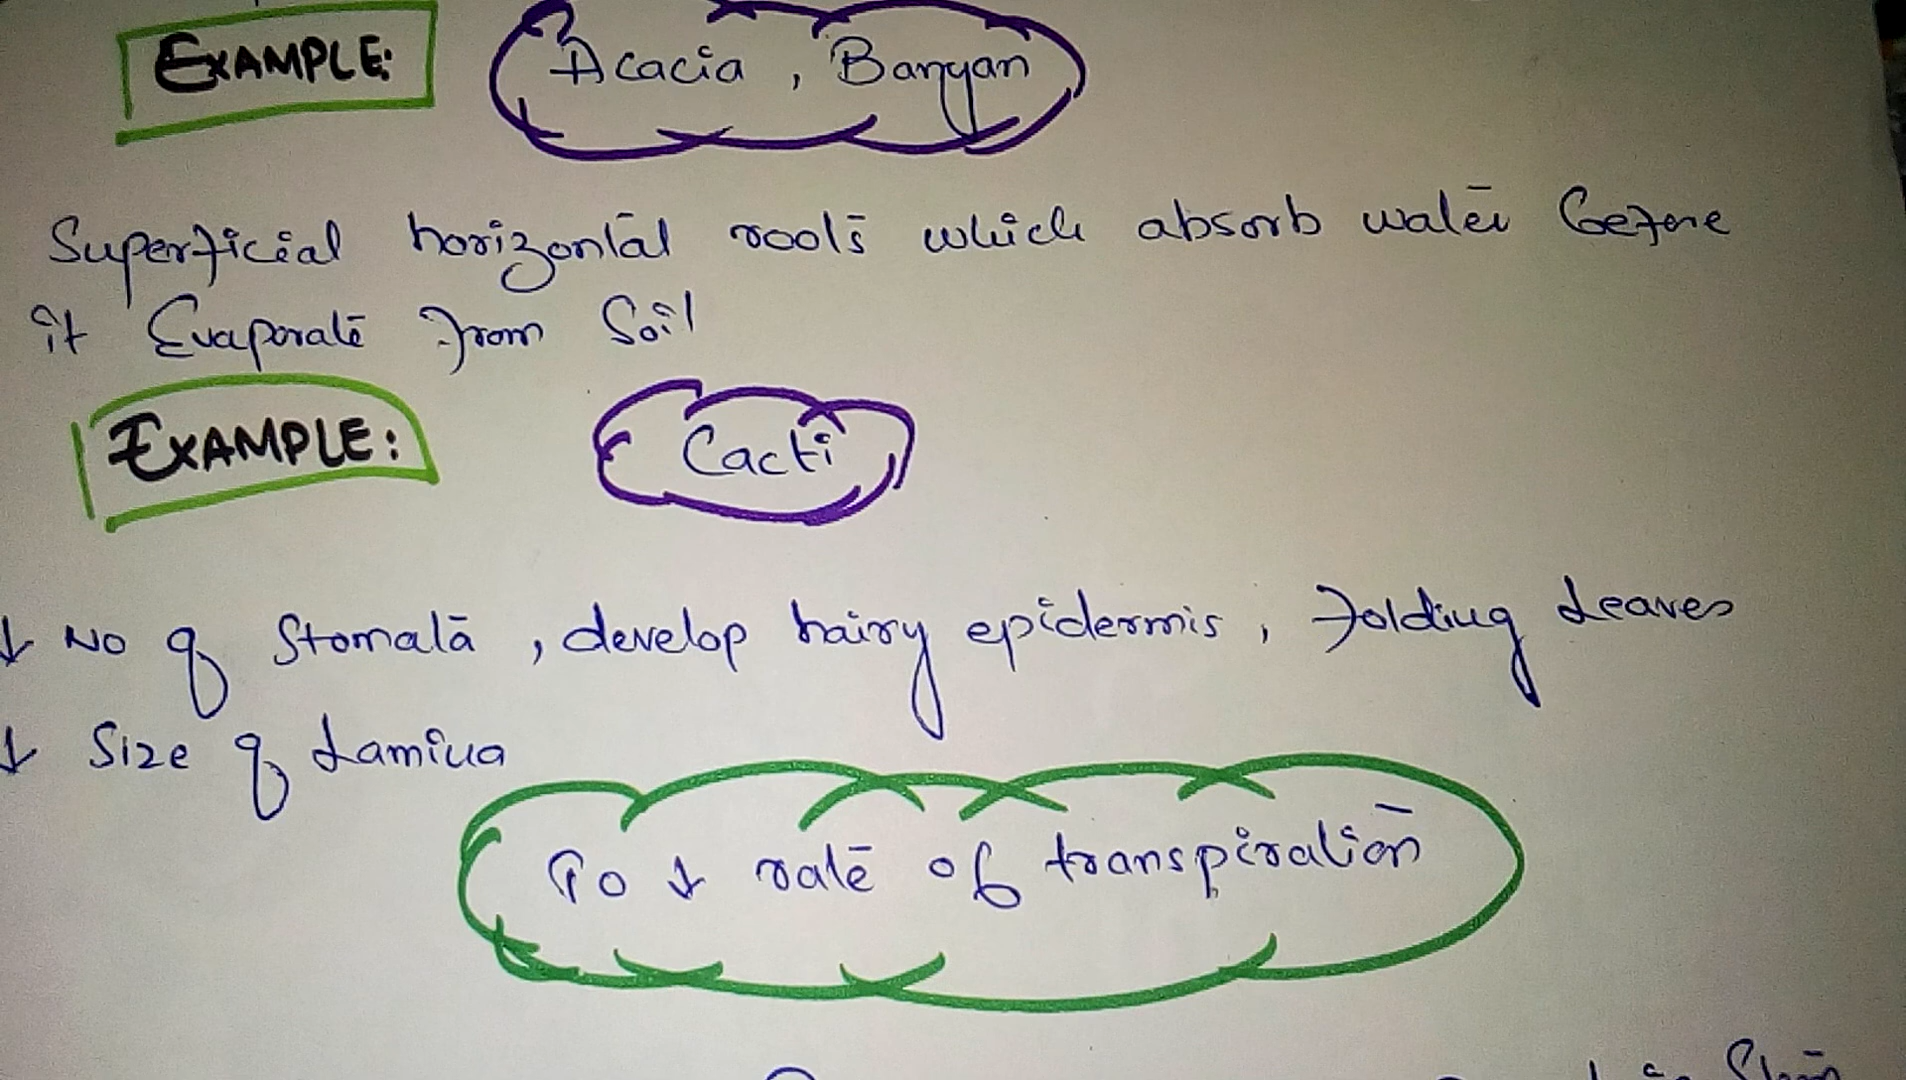 EXAMPLE: Acacia, Banyan
Superficial horizontal roots which absorb water before
it Evaporate from Soil
EXAMPLE: Cacti
↓ No of Stomata, develop hairy epidermis, Folding Leaves
↓ Size of Lamina
To ↓ rate of transpiration